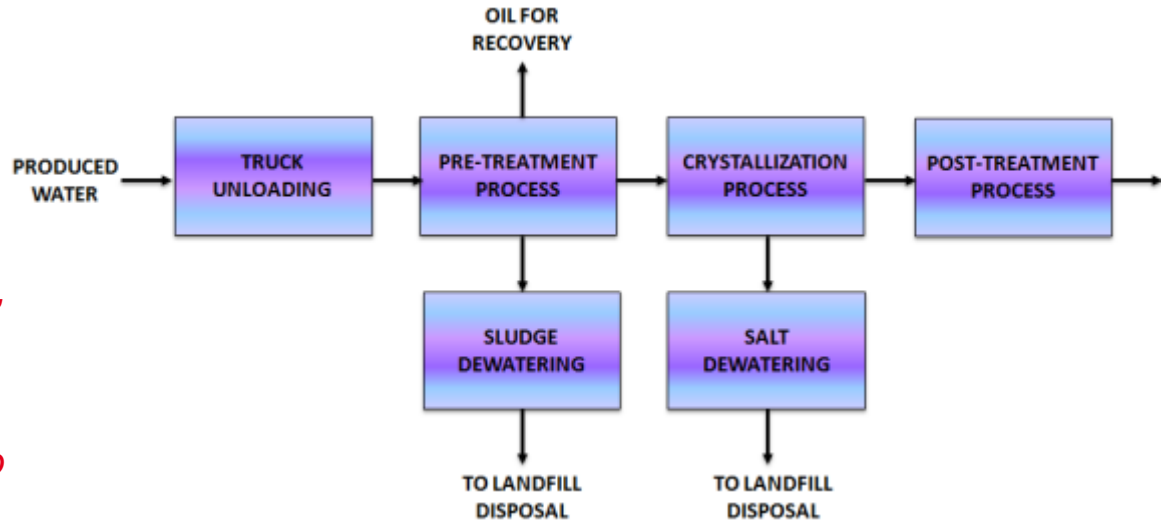 OIL FOR
RECOVERY
PRODUCED
WATER
TRUCK
UNLOADING
PRE-TREATMENT
PROCESS
CRYSTALLIZATION
PROCESS
POST-TREATMENT
PROCESS
SLUDGE
DEWATERING
SALT
DEWATERING
TO LANDFILL
DISPOSAL
TO LANDFILL
DISPOSAL